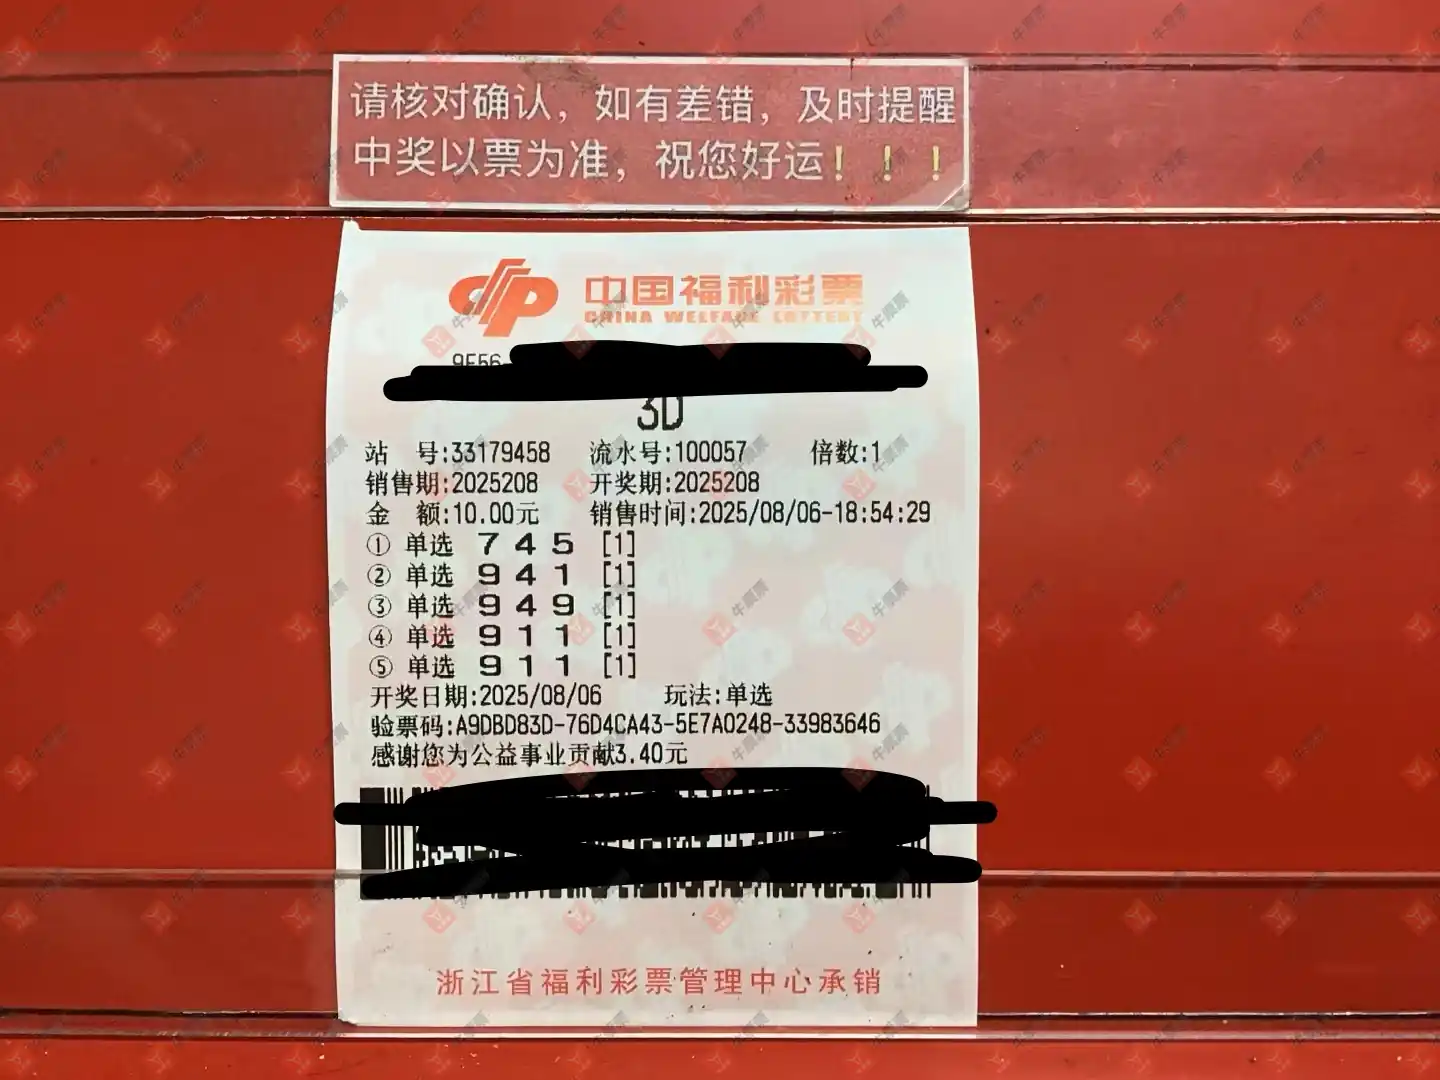 请核对确认，如有差错，及时提醒
中奖以票为准，祝您好运！！！
中国福利彩票
CHINA WELFARE LOTTERY
3D
站 号:33179458 流水号:100057 倍数:1
销售期:2025208 开奖期:2025208
金 额:10.00元 销售时间:2025/08/06-18:54:29
① 单选 7 4 5 [1]
② 单选 9 4 1 [1]
③ 单选 9 4 9 [1]
④ 单选 9 1 1 [1]
⑤ 单选 9 1 1 [1]
开奖日期:2025/08/06 玩法:单选
验票码:A9DBD83D-76D4CA43-5E7A0248-33983646
感谢您为公益事业贡献3.40元
浙江省福利彩票管理中心承销